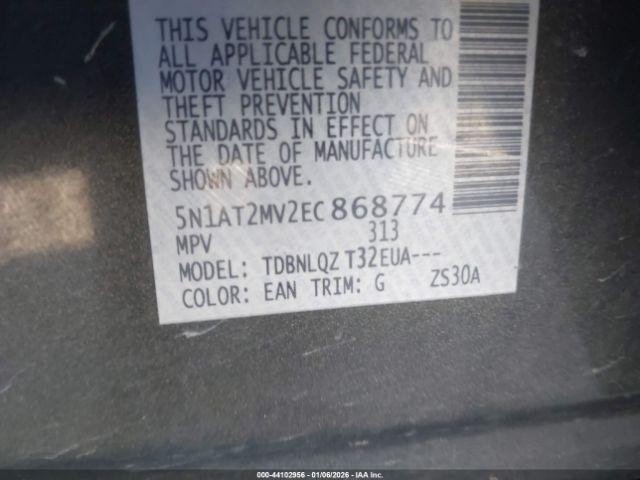 THIS VEHICLE CONFORMS TO
ALL APPLICABLE FEDERAL
MOTOR VEHICLE SAFETY AND
THEFT PREVENTION
STANDARDS IN EFFECT ON
THE DATE OF MANUFACTURE
SHOWN ABOVE.
5N1AT2MV2EC 868774
MPV 313
MODEL: TDBNLQZ T32EUA---
COLOR: EAN TRIM: G ZS30A
000-44102956 - 01/06/2026 - IAA Inc.